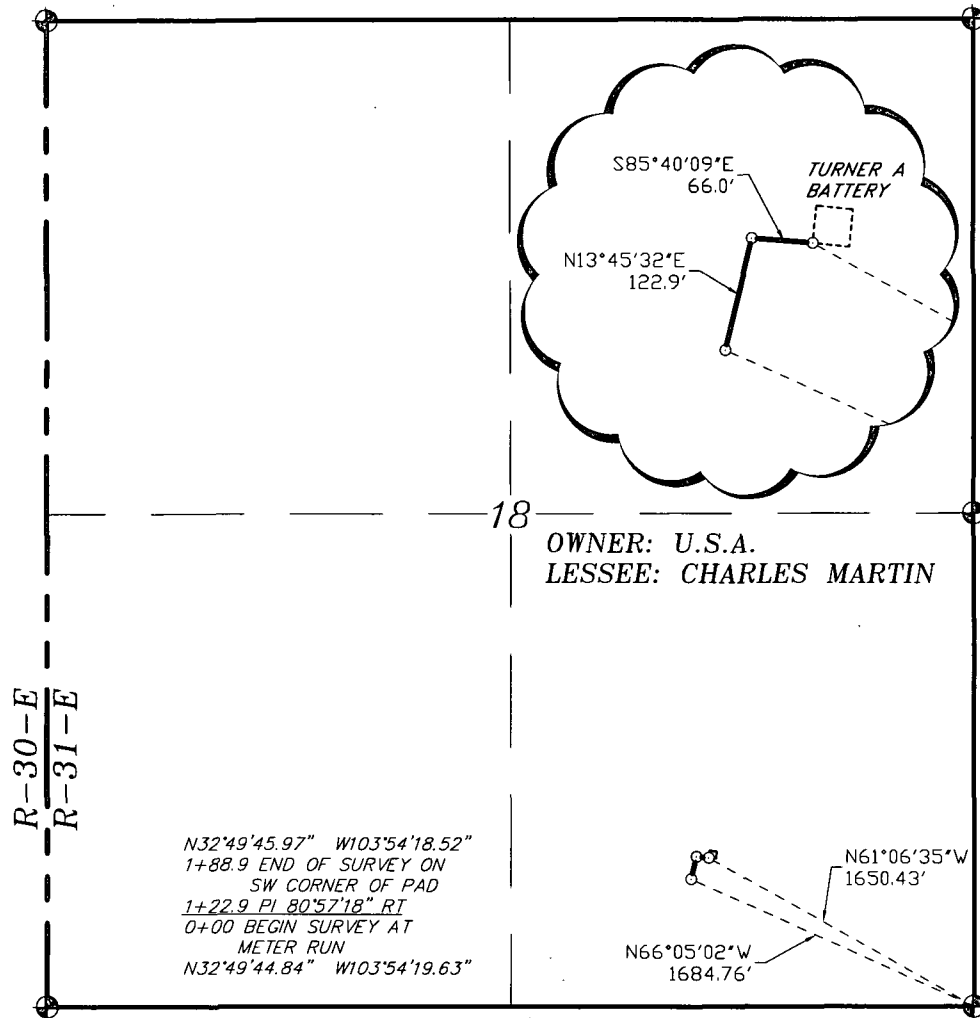 S85°40'09"E
66.0'
TURNER A
BATTERY
N13°45'32"E
122.9'
18
OWNER: U.S.A.
LESSEE: CHARLES MARTIN
R-30-E
R-31-E
N32°49'45.97" W103°54'18.52"
1+88.9 END OF SURVEY ON
SW CORNER OF PAD
1+22.9 PI 80°57'18" RT
0+00 BEGIN SURVEY AT
METER RUN
N32°49'44.84" W103°54'19.63"
N61°06'35"W
1650.43'
N66°05'02"W
1684.76'